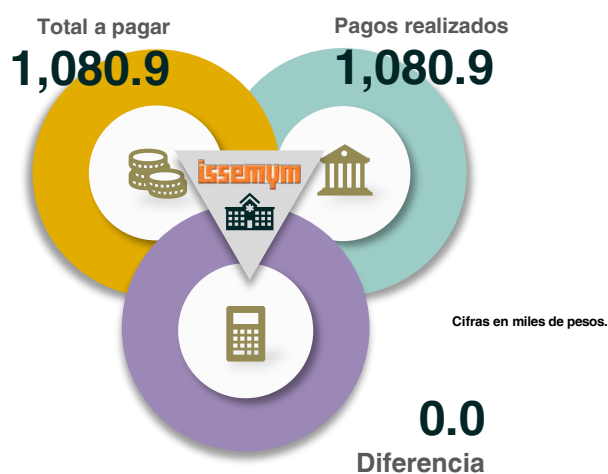 Total a pagar
1,080.9
Pagos realizados
1,080.9
issemym
Cifras en miles de pesos.
0.0
Diferencia